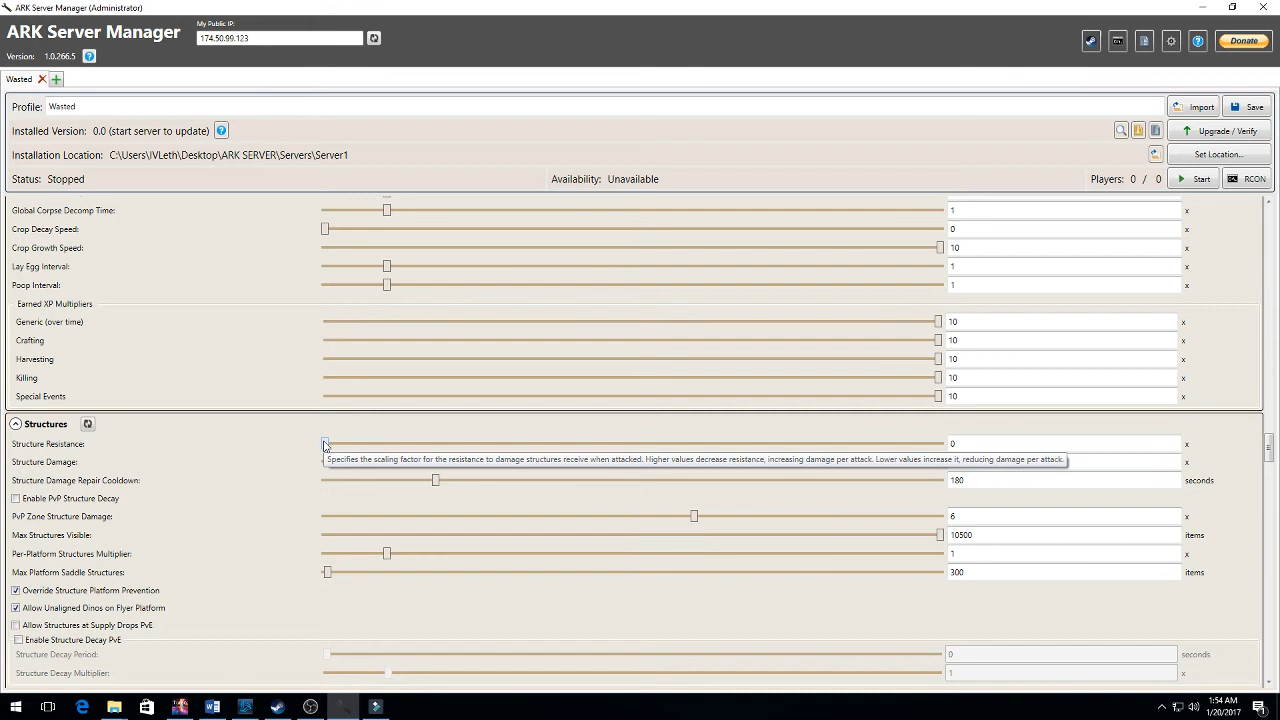 ARK Server Manager (Administrator)
My Public IP:
ARK Server Manager
174.50.99.123
Donate
Version: 1.0.266.5
Wasted
Profile: Wasted
Import
Save
Installed Version: 0.0 (start server to update)
Upgrade / Verify
Installation Location: C:\Users\IVLeth\Desktop\ARK SERVER\Servers\Server1
Set Location...
Status: Stopped
Availability: Unavailable
Players: 0 / 0
Start
RCON
Global Corpse Decomp Time: 1 x
Crop Decay Speed: 0 x
Crop Growth Speed: 10 x
Lay Egg Interval: 1 x
Poop Interval: 1 x
Earned XP Multipliers
Generic (over time) 10 x
Crafting 10 x
Harvesting 10 x
Killing 10 x
Special Events 10 x
Structures
Structure Resistance: 0 x
Specifies the scaling factor for the resistance to damage structures receive when attacked. Higher values decrease resistance, increasing damage per attack. Lower values increase it, reducing damage per attack.
Structure Damage: x
Structure Damage Repair Cooldown: 180 seconds
Enable PvP Structure Decay
PvP Zone Structure Damage: 6 x
Max Structures Visible: 10500 items
Per-Platform Structures Multiplier: 1 x
Max Platform Saddle Structures: 300 items
Override Structure Platform Prevention
Allow Unaligned Dinos on Flyer Platform
Allow Structures at Supply Drops PvE
Enable Structure Decay PvE
Structure Decay Period: 0 seconds
Structure Decay Multiplier: 1 x
1:54 AM
1/20/2017